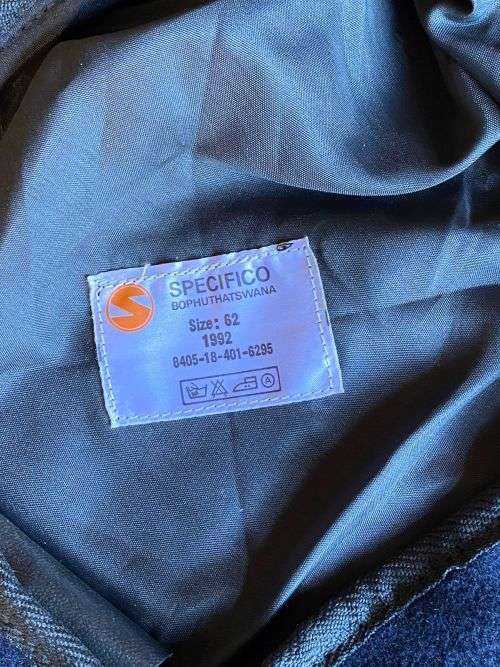 SPECIFICO
BOPHUTHATSWANA
Size: 62
1992
8405-18-401-6295
A